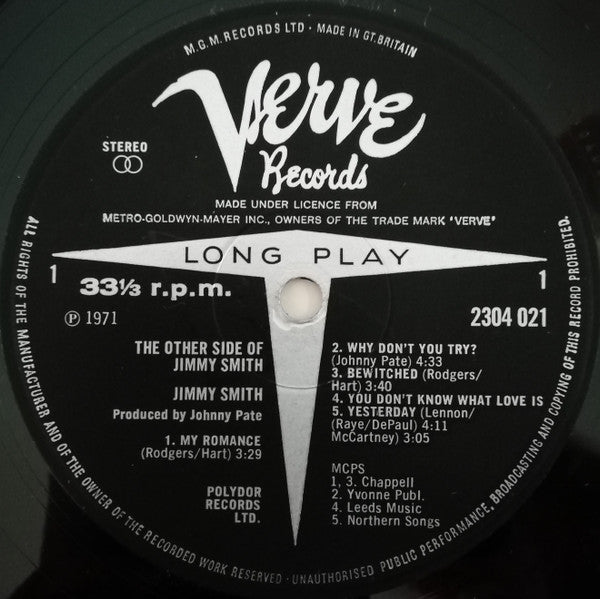 M.G.M. RECORDS LTD · MADE IN GT. BRITAIN
Verve
Records
STEREO
MADE UNDER LICENCE FROM
METRO-GOLDWYN-MAYER INC., OWNERS OF THE TRADE MARK 'VERVE'
LONG PLAY
1
33⅓ r.p.m.
1
℗ 1971
2304 021
THE OTHER SIDE OF
JIMMY SMITH
JIMMY SMITH
Produced by Johnny Pate
1. MY ROMANCE
(Rodgers/Hart) 3:29
POLYDOR
RECORDS
LTD.
2. WHY DON'T YOU TRY?
(Johnny Pate) 4:33
3. BEWITCHED (Rodgers/
Hart) 3:40
4. YOU DON'T KNOW WHAT LOVE IS
5. YESTERDAY (Lennon/
(Raye/DePaul) 4:11
McCartney) 3:05
MCPS
1, 3. Chappell
2. Yvonne Publ.
4. Leeds Music
5. Northern Songs
ALL RIGHTS OF THE MANUFACTURER AND OF THE OWNER OF THE RECORDED WORK RESERVED · UNAUTHORISED PUBLIC PERFORMANCE, BROADCASTING AND COPYING OF THIS RECORD PROHIBITED.